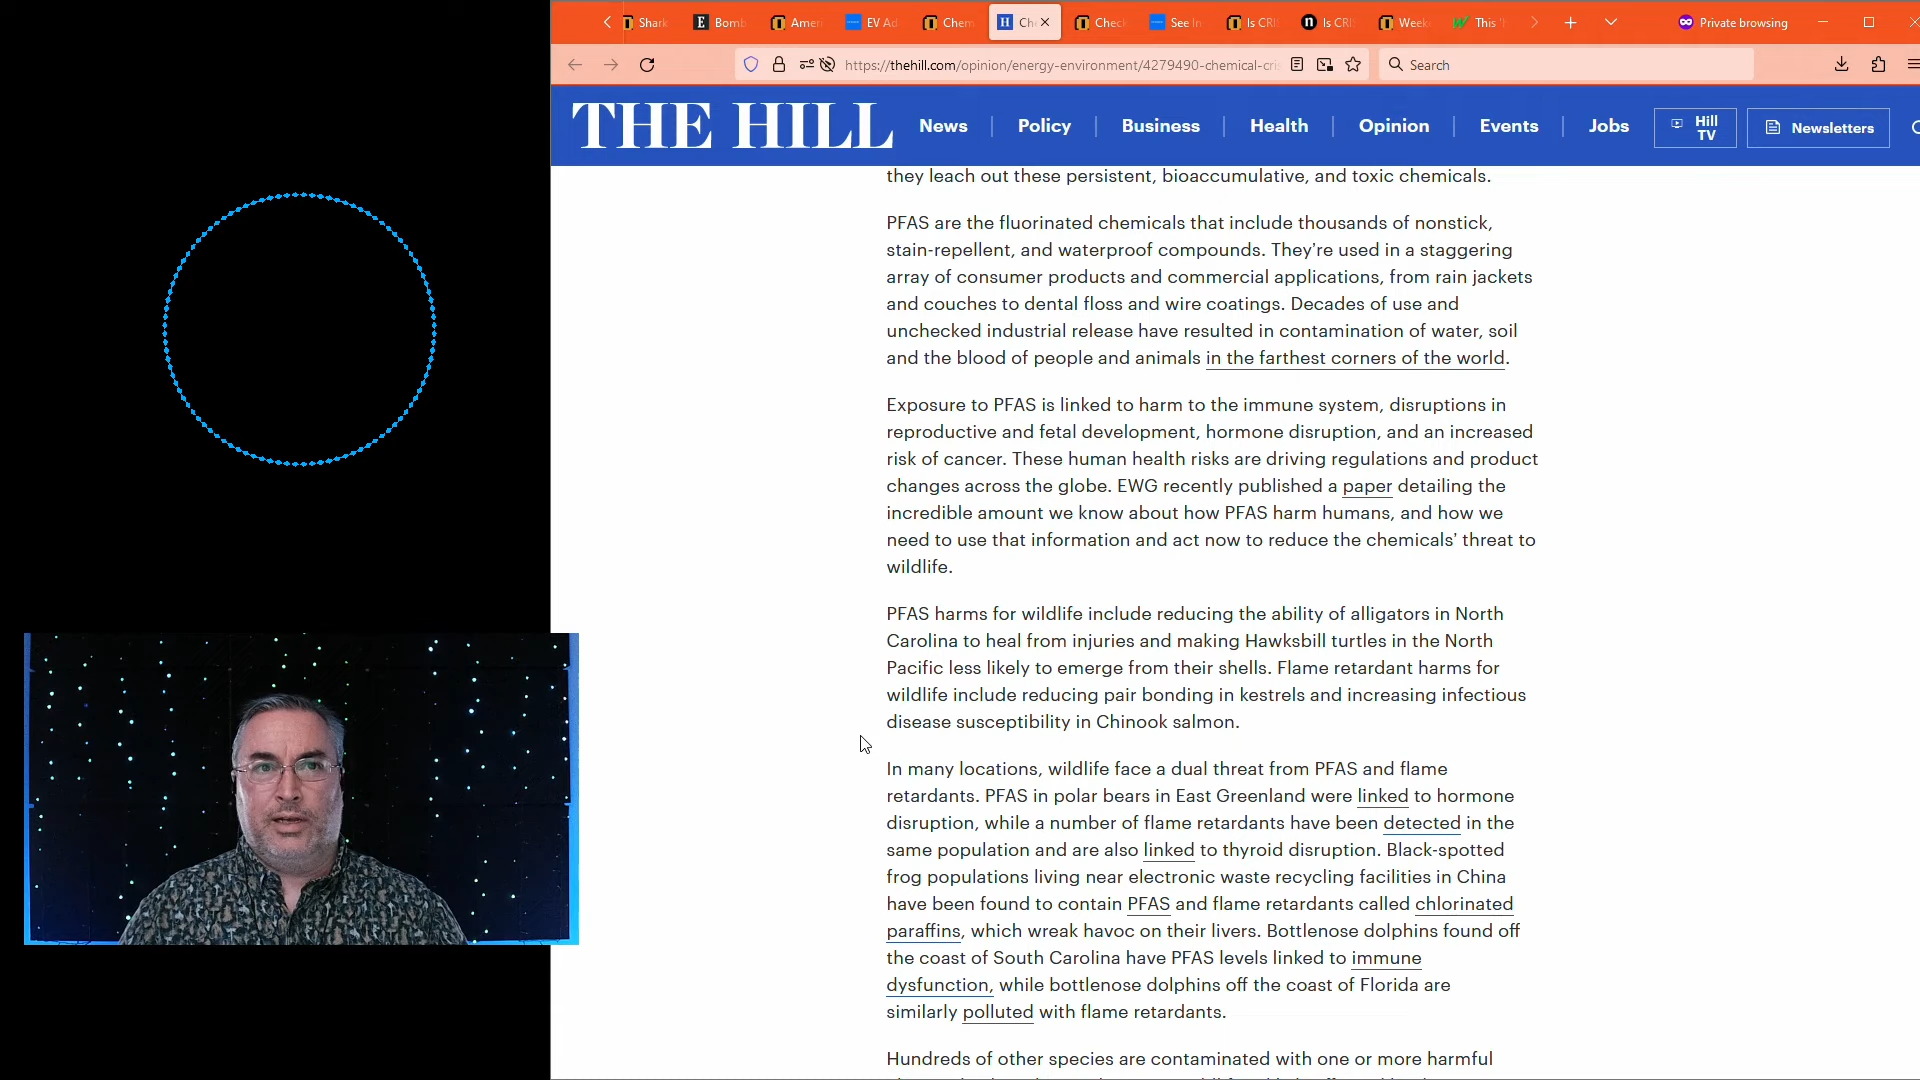 Shark
Bomb
Amer
EV Ad
Chem
Ch
Check
See In
Is CRI
Is CRI
Week
This '
Private browsing
https://thehill.com/opinion/energy-environment/4279490-chemical-cris
Search
THE HILL
News
Policy
Business
Health
Opinion
Events
Jobs
Hill TV
Newsletters
they leach out these persistent, bioaccumulative, and toxic chemicals.
PFAS are the fluorinated chemicals that include thousands of nonstick,
stain-repellent, and waterproof compounds. They're used in a staggering
array of consumer products and commercial applications, from rain jackets
and couches to dental floss and wire coatings. Decades of use and
unchecked industrial release have resulted in contamination of water, soil
and the blood of people and animals in the farthest corners of the world.
Exposure to PFAS is linked to harm to the immune system, disruptions in
reproductive and fetal development, hormone disruption, and an increased
risk of cancer. These human health risks are driving regulations and product
changes across the globe. EWG recently published a paper detailing the
incredible amount we know about how PFAS harm humans, and how we
need to use that information and act now to reduce the chemicals' threat to
wildlife.
PFAS harms for wildlife include reducing the ability of alligators in North
Carolina to heal from injuries and making Hawksbill turtles in the North
Pacific less likely to emerge from their shells. Flame retardant harms for
wildlife include reducing pair bonding in kestrels and increasing infectious
disease susceptibility in Chinook salmon.
In many locations, wildlife face a dual threat from PFAS and flame
retardants. PFAS in polar bears in East Greenland were linked to hormone
disruption, while a number of flame retardants have been detected in the
same population and are also linked to thyroid disruption. Black-spotted
frog populations living near electronic waste recycling facilities in China
have been found to contain PFAS and flame retardants called chlorinated
paraffins, which wreak havoc on their livers. Bottlenose dolphins found off
the coast of South Carolina have PFAS levels linked to immune
dysfunction, while bottlenose dolphins off the coast of Florida are
similarly polluted with flame retardants.
Hundreds of other species are contaminated with one or more harmful